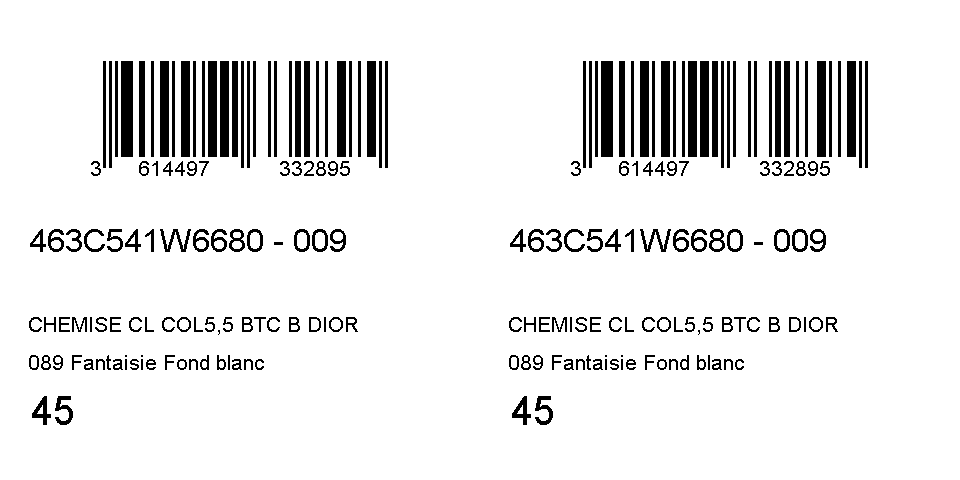 3 614497 332895
463C541W6680 - 009
CHEMISE CL COL5,5 BTC B DIOR
089 Fantaisie Fond blanc
45
3 614497 332895
463C541W6680 - 009
CHEMISE CL COL5,5 BTC B DIOR
089 Fantaisie Fond blanc
45